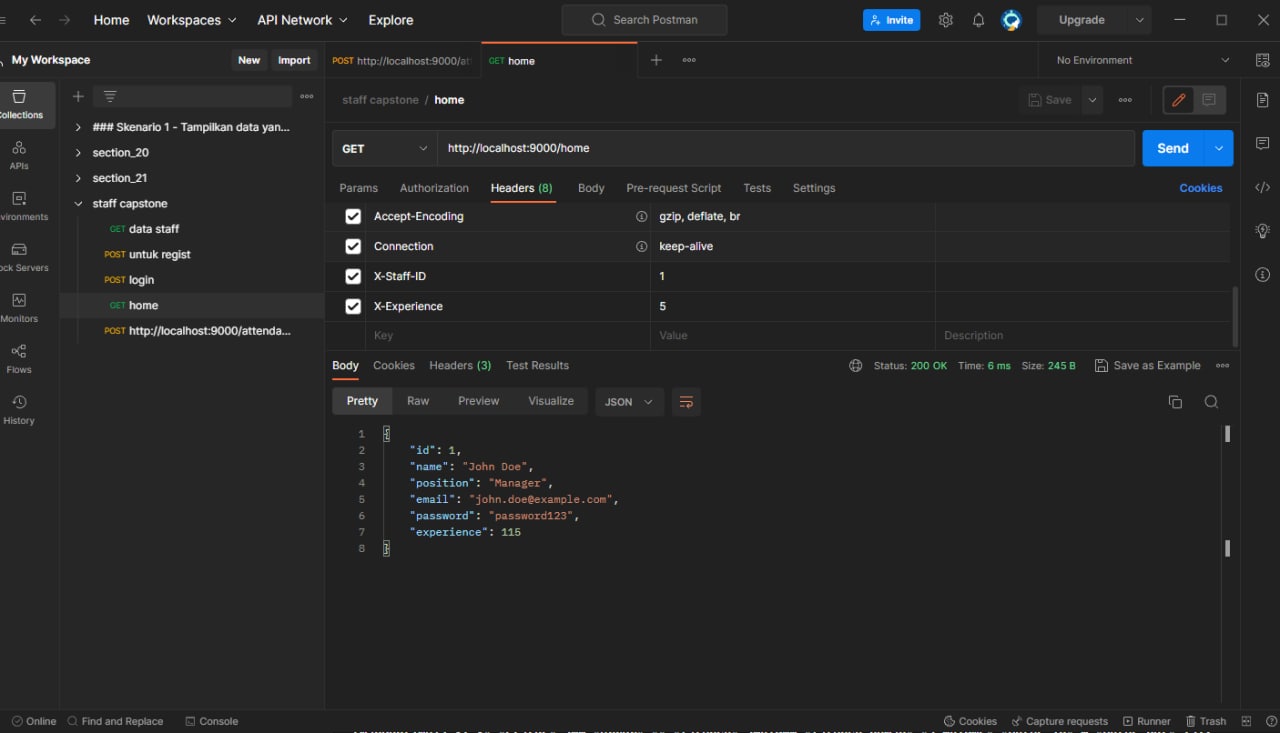 Home Workspaces API Network Explore Search Postman Invite Upgrade
My Workspace New Import POST http://localhost:9000/att GET home No Environment
Collections
APIs
vironments
ock Servers
Monitors
Flows
History
### Skenario 1 - Tampilkan data yan...
section_20
section_21
staff capstone
GET data staff
POST untuk regist
POST login
GET home
POST http://localhost:9000/attenda...
staff capstone / home Save
GET http://localhost:9000/home Send
Params Authorization Headers (8) Body Pre-request Script Tests Settings Cookies
Accept-Encoding gzip, deflate, br
Connection keep-alive
X-Staff-ID 1
X-Experience 5
Key Value Description
Body Cookies Headers (3) Test Results Status: 200 OK Time: 6 ms Size: 245 B Save as Example
Pretty Raw Preview Visualize JSON
1 {
2 "id": 1,
3 "name": "John Doe",
4 "position": "Manager",
5 "email": "john.doe@example.com",
6 "password": "password123",
7 "experience": 115
8 }
Online Find and Replace Console Cookies Capture requests Runner Trash